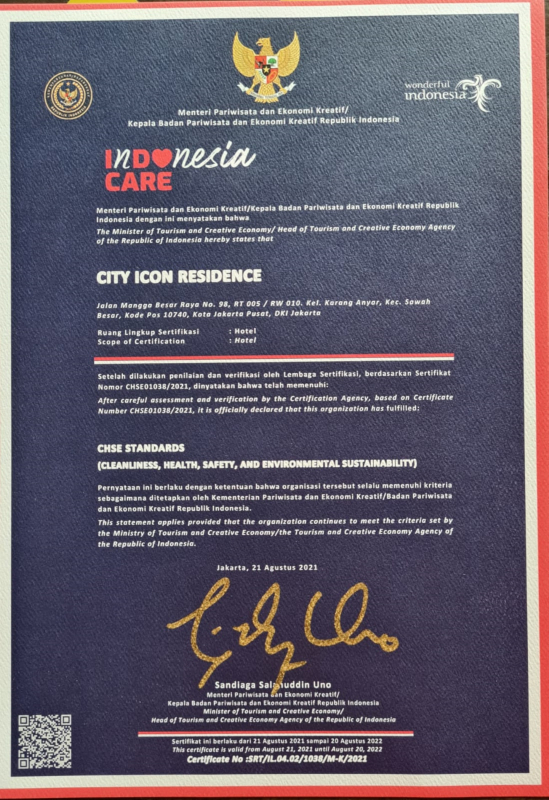 wonderful
indonesia
Menteri Pariwisata dan Ekonomi Kreatif/
Kepala Badan Pariwisata dan Ekonomi Kreatif Republik Indonesia
INDONESIA
CARE
Menteri Pariwisata dan Ekonomi Kreatif/Kepala Badan Pariwisata dan Ekonomi Kreatif Republik
Indonesia dengan ini menyatakan bahwa
The Minister of Tourism and Creative Economy/ Head of Tourism and Creative Economy Agency
of the Republic of Indonesia hereby states that
CITY ICON RESIDENCE
Jalan Mangga Besar Raya No. 98, RT 005 / RW 010. Kel. Karang Anyar, Kec. Sawah
Besar, Kode Pos 10740, Kota Jakarta Pusat, DKI Jakarta
Ruang Lingkup Sertifikasi : Hotel
Scope of Certification : Hotel
Setelah dilakukan penilaian dan verifikasi oleh Lembaga Sertifikasi, berdasarkan Sertifikat
Nomor CHSE01038/2021, dinyatakan bahwa telah memenuhi:
After careful assessment and verification by the Certification Agency, based on Certificate
Number CHSE01038/2021, it is officially declared that this organization has fulfilled:
CHSE STANDARDS
(CLEANLINESS, HEALTH, SAFETY, AND ENVIRONMENTAL SUSTAINABILITY)
Pernyataan ini berlaku dengan ketentuan bahwa organisasi tersebut selalu memenuhi kriteria
sebagaimana ditetapkan oleh Kementerian Pariwisata dan Ekonomi Kreatif/Badan Pariwisata
dan Ekonomi Kreatif Republik Indonesia.
This statement applies provided that the organization continues to meet the criteria set by
the Ministry of Tourism and Creative Economy/the Tourism and Creative Economy Agency of
the Republic of Indonesia.
Jakarta, 21 Agustus 2021
Sandiaga Salahuddin Uno
Menteri Pariwisata dan Ekonomi Kreatif/
Kepala Badan Pariwisata dan Ekonomi Kreatif Republik Indonesia
Minister of Tourism and Creative Economy/
Head of Tourism and Creative Economy Agency of the Republic of Indonesia
Sertifikat ini berlaku dari 21 Agustus 2021 sampai 20 Agustus 2022
This certificate is valid from August 21, 2021 until August 20, 2022
Certificate No :SRT/IL.04.02/1038/M-K/2021